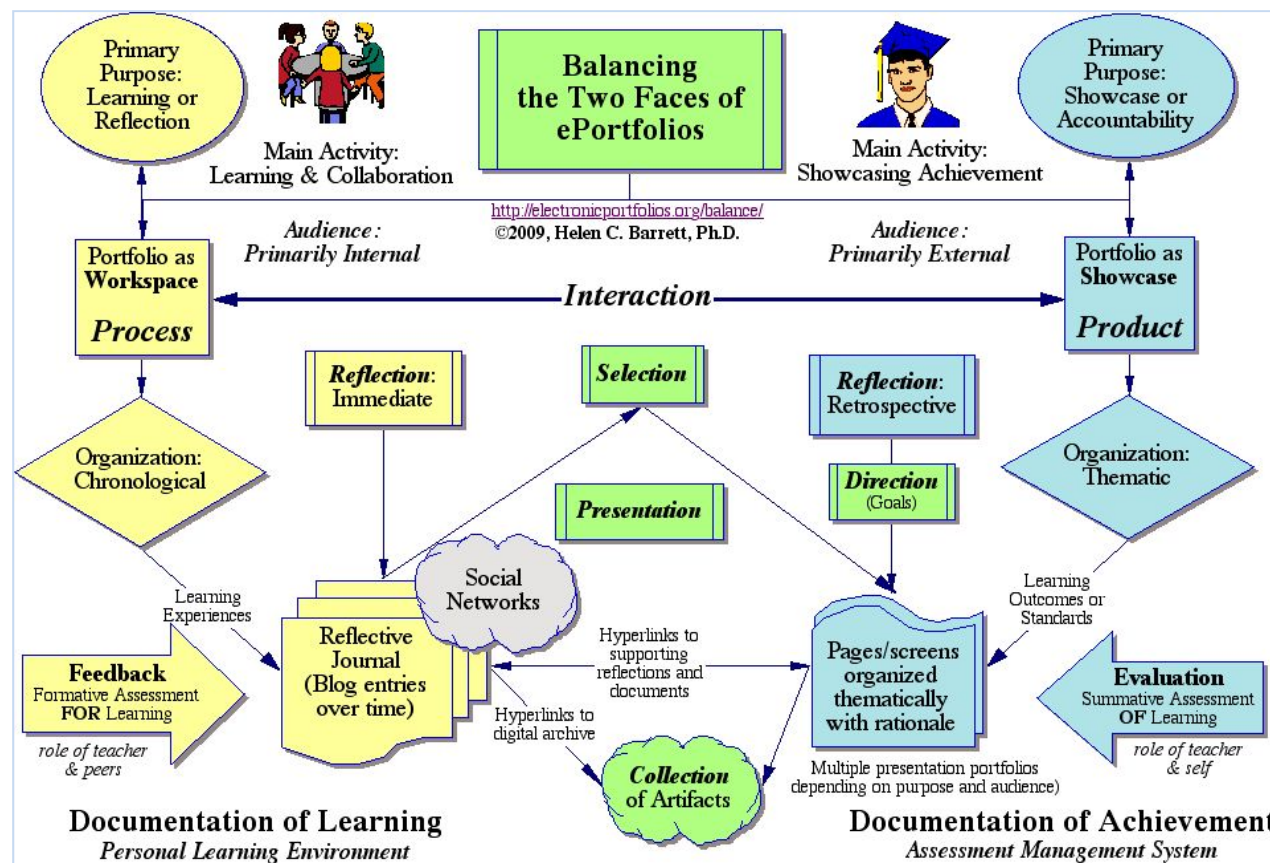 Primary
Purpose:
Learning or
Reflection
Main Activity:
Learning & Collaboration
Balancing
the Two Faces of
ePortfolios
Main Activity:
Showcasing Achievement
Primary
Purpose:
Showcase or
Accountability
http://electronicportfolios.org/balance/
©2009, Helen C. Barrett, Ph.D.
Audience:
Primarily Internal
Audience:
Primarily External
Portfolio as
Workspace
Process
Interaction
Portfolio as
Showcase
Product
Reflection:
Immediate
Selection
Reflection:
Retrospective
Organization:
Chronological
Presentation
Direction
(Goals)
Organization:
Thematic
Learning
Experiences
Social
Networks
Learning
Outcomes or
Standards
Feedback
Formative Assessment
FOR Learning
role of teacher
& peers
Reflective
Journal
(Blog entries
over time)
Hyperlinks to
supporting
reflections and
documents
Hyperlinks to
digital archive
Collection
of Artifacts
Pages/screens
organized
thematically
with rationale
Multiple presentation portfolios
depending on purpose and audience)
Evaluation
Summative Assessment
OF Learning
role of teacher
& self
Documentation of Learning
Personal Learning Environment
Documentation of Achievement
Assessment Management System